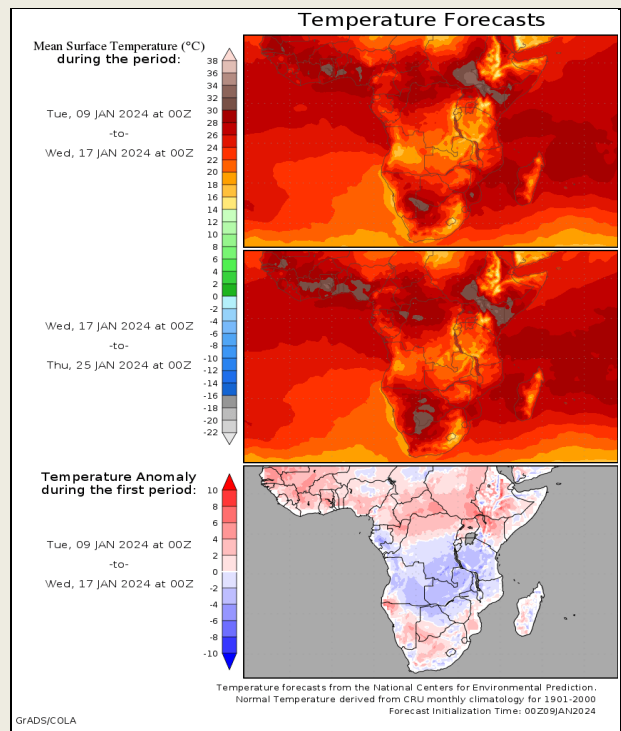 Temperature Forecasts
Mean Surface Temperature (°C)
during the period:
38
36
34
32
30
28
26
24
22
20
18
16
14
12
10
8
6
4
2
0
-2
-4
-6
-8
-10
-12
-14
-16
-18
-20
-22
Tue, 09 JAN 2024 at 00Z
-to-
Wed, 17 JAN 2024 at 00Z
Wed, 17 JAN 2024 at 00Z
-to-
Thu, 25 JAN 2024 at 00Z
Temperature Anomaly
during the first period:
10
8
6
4
2
0
-2
-4
-6
-8
-10
Tue, 09 JAN 2024 at 00Z
-to-
Wed, 17 JAN 2024 at 00Z
Temperature forecasts from the National Centers for Environmental Prediction.
Normal Temperature derived from CRU monthly climatology for 1901-2000
Forecast Initialization Time: 00Z09JAN2024
GrADS/COLA